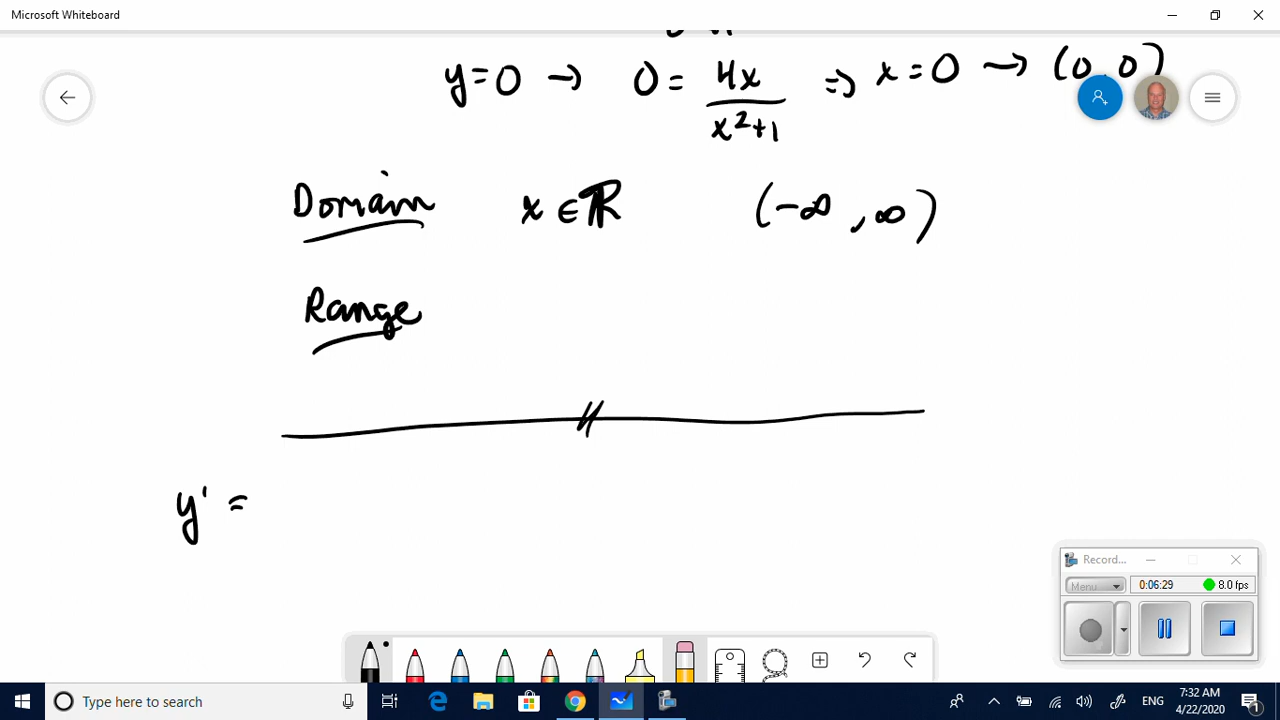 Microsoft Whiteboard
y=0 → 0 = 4x/(x²+1) ⇒ x=0 → (0,0)
Domain x ∈ ℝ (-∞, ∞)
Range
y' =
Record...
Menu 0:06:29 8.0 fps
Type here to search
ENG 7:32 AM
4/22/2020
1